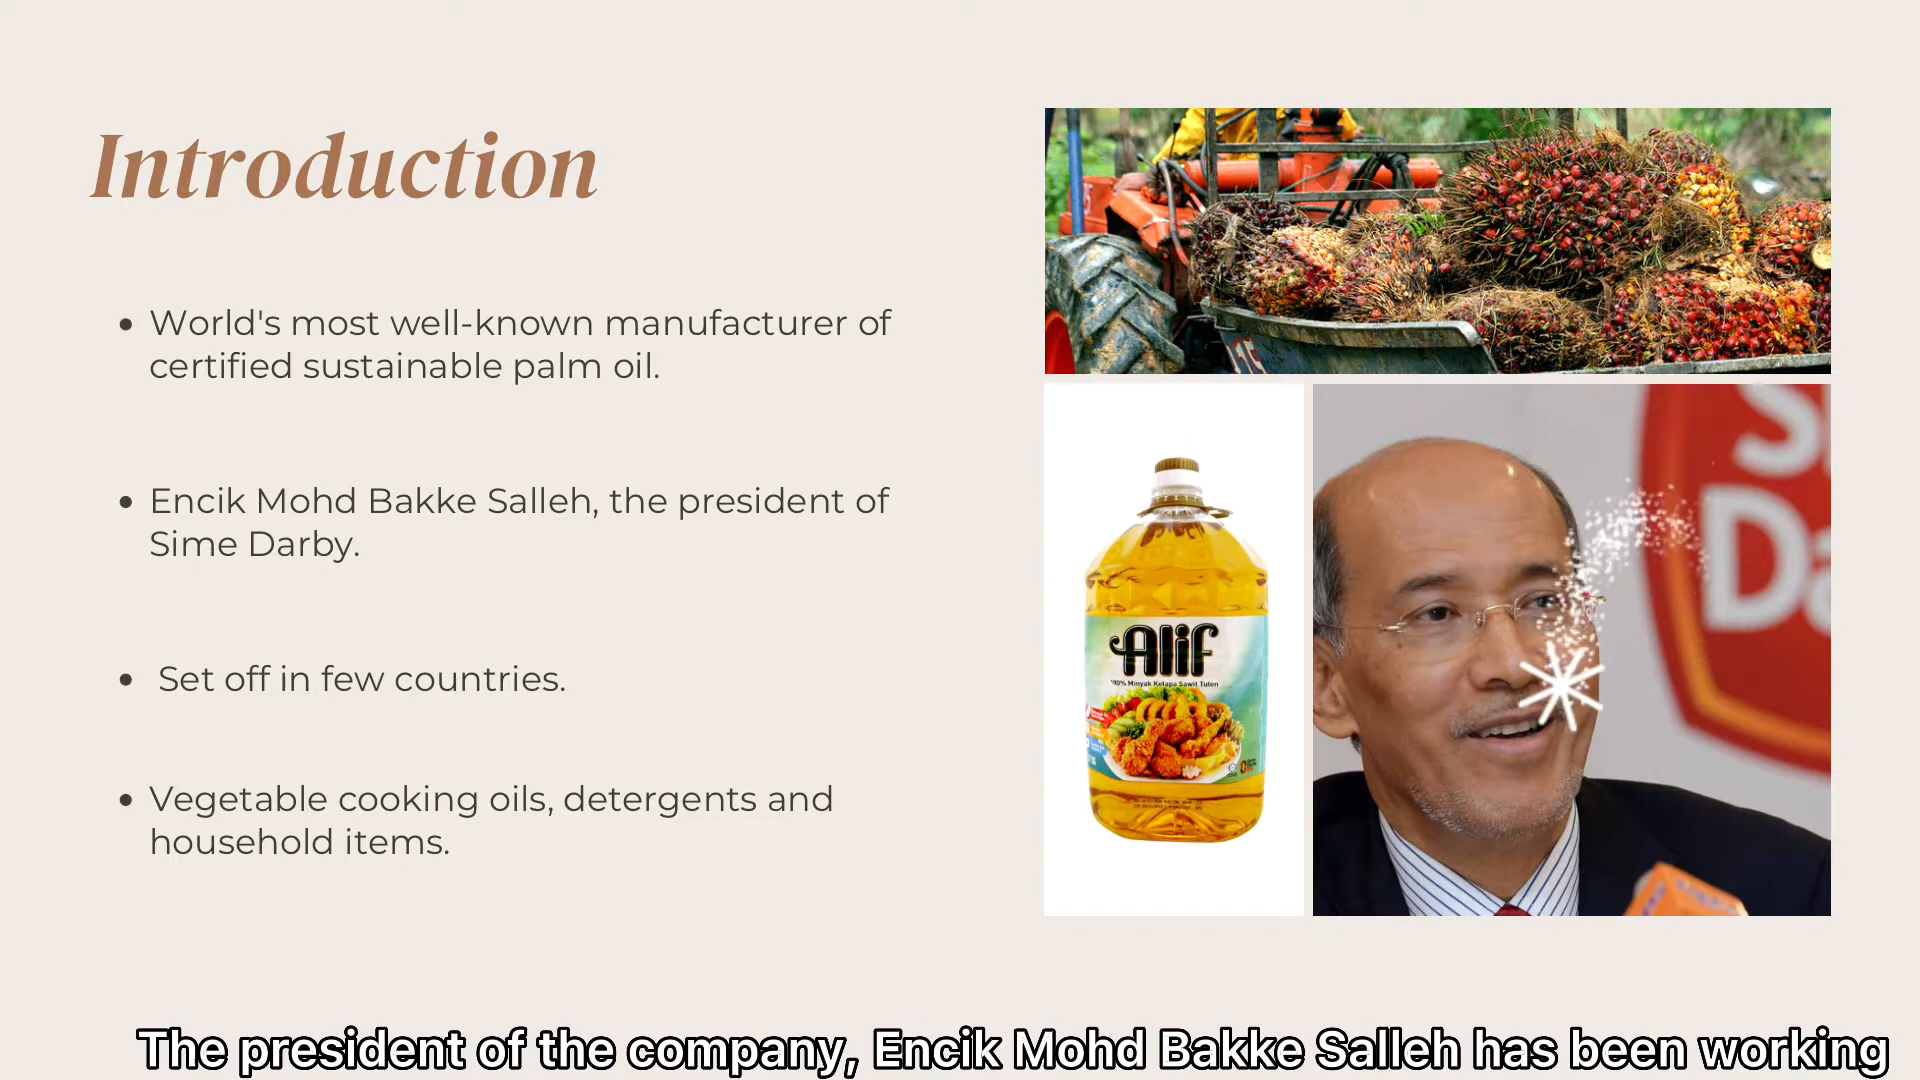 Introduction
World's most well-known manufacturer of
certified sustainable palm oil.
Encik Mohd Bakke Salleh, the president of
Sime Darby.
Set off in few countries.
Vegetable cooking oils, detergents and
household items.
Alif
100% Minyak Kelapa Sawit Tulen
Da
The president of the company, Encik Mohd Bakke Salleh has been working